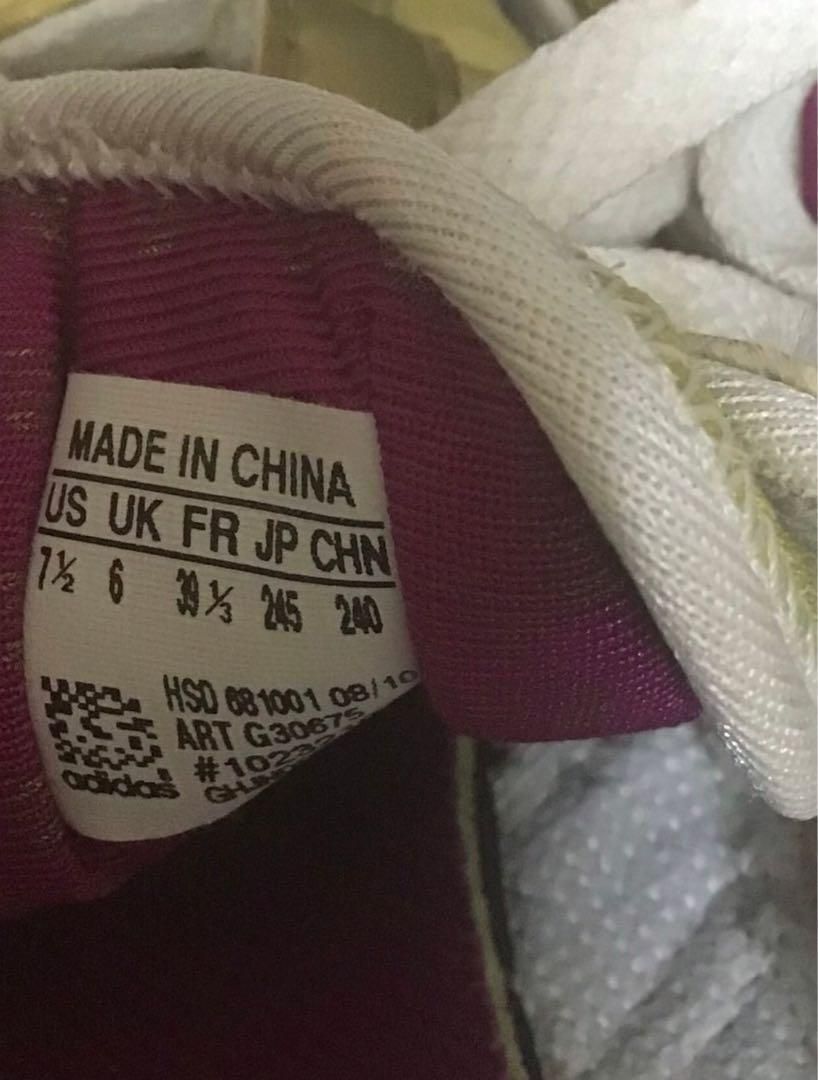 MADE IN CHINA
US UK FR JP CHN
7½ 6 39⅓ 245 240
HSD 681001 08/10
ART G30675
adidas